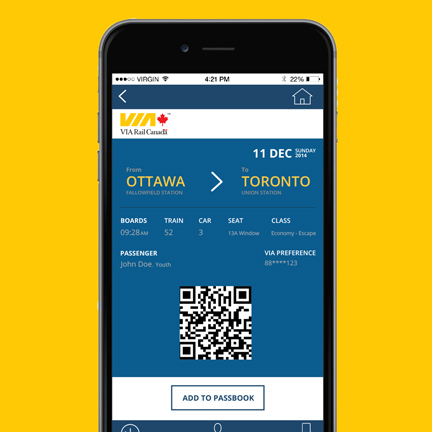 VIRGIN 4:21 PM 22%
VIA
VIA Rail Canada
11 DEC SUNDAY 2014
From To
OTTAWA TORONTO
FALLOWFIELD STATION UNION STATION
BOARDS TRAIN CAR SEAT CLASS
09:28AM 52 3 13A Window Economy - Escape
PASSENGER VIA PREFERENCE
John Doe, Youth 88****123
ADD TO PASSBOOK